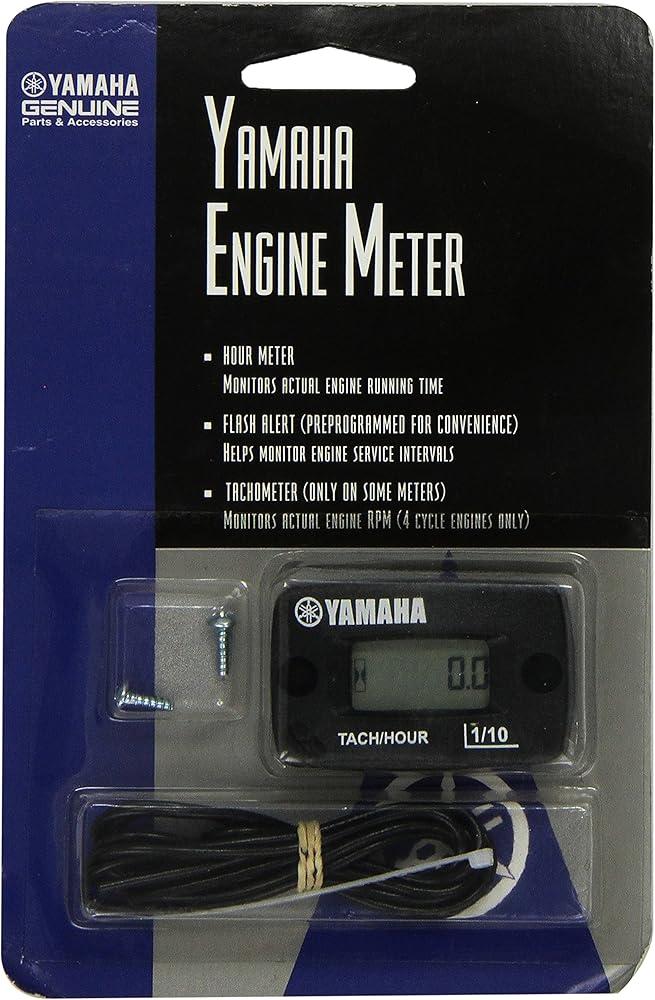 YAMAHA
GENUINE
Parts & Accessories
YAMAHA
ENGINE METER
▪ HOUR METER
MONITORS ACTUAL ENGINE RUNNING TIME
▪ FLASH ALERT (PREPROGRAMMED FOR CONVENIENCE)
HELPS MONITOR ENGINE SERVICE INTERVALS
▪ TACHOMETER (ONLY ON SOME METERS)
MONITORS ACTUAL ENGINE RPM (4 CYCLE ENGINES ONLY)
YAMAHA
0.0
TACH/HOUR 1/10